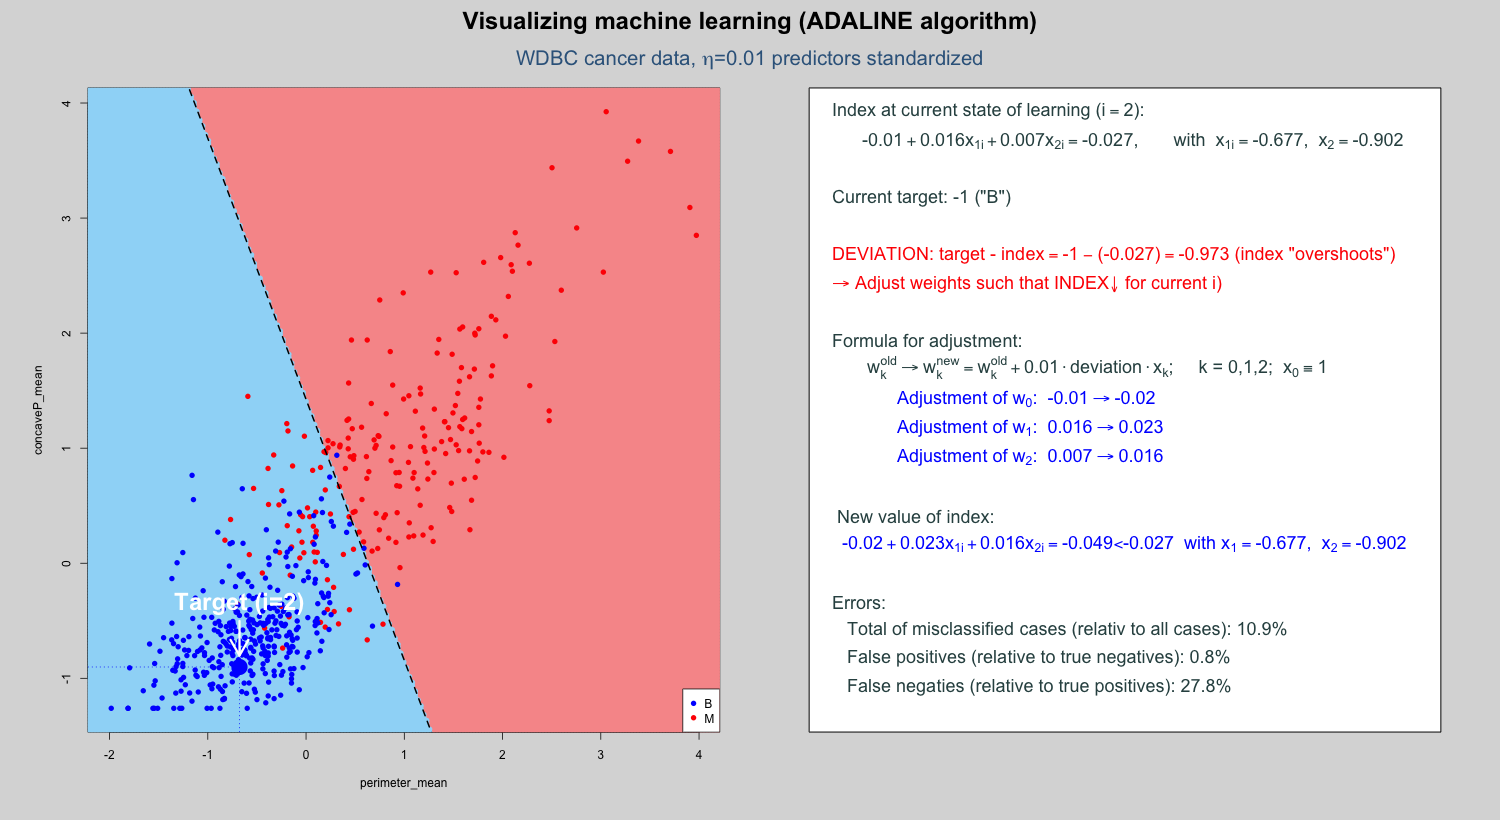 Visualizing machine learning (ADALINE algorithm)
WDBC cancer data, η=0.01 predictors standardized
4
3
2
1
0
-1
concaveP_mean
Target (i=2)
B
M
-2 -1 0 1 2 3 4
perimeter_mean
Index at current state of learning (i = 2):
-0.01 + 0.016x₁ᵢ + 0.007x₂ᵢ = -0.027, with x₁ᵢ = -0.677, x₂ = -0.902
Current target: -1 ("B")
DEVIATION: target - index = -1 − (-0.027) = -0.973 (index "overshoots")
→ Adjust weights such that INDEX↓ for current i)
Formula for adjustment:
wₖᵒˡᵈ → wₖⁿᵉʷ = wₖᵒˡᵈ + 0.01 · deviation · xₖ; k = 0,1,2; x₀ ≡ 1
Adjustment of w₀: -0.01 → -0.02
Adjustment of w₁: 0.016 → 0.023
Adjustment of w₂: 0.007 → 0.016
New value of index:
-0.02 + 0.023x₁ᵢ + 0.016x₂ᵢ = -0.049<-0.027 with x₁ = -0.677, x₂ = -0.902
Errors:
Total of misclassified cases (relativ to all cases): 10.9%
False positives (relative to true negatives): 0.8%
False negaties (relative to true positives): 27.8%